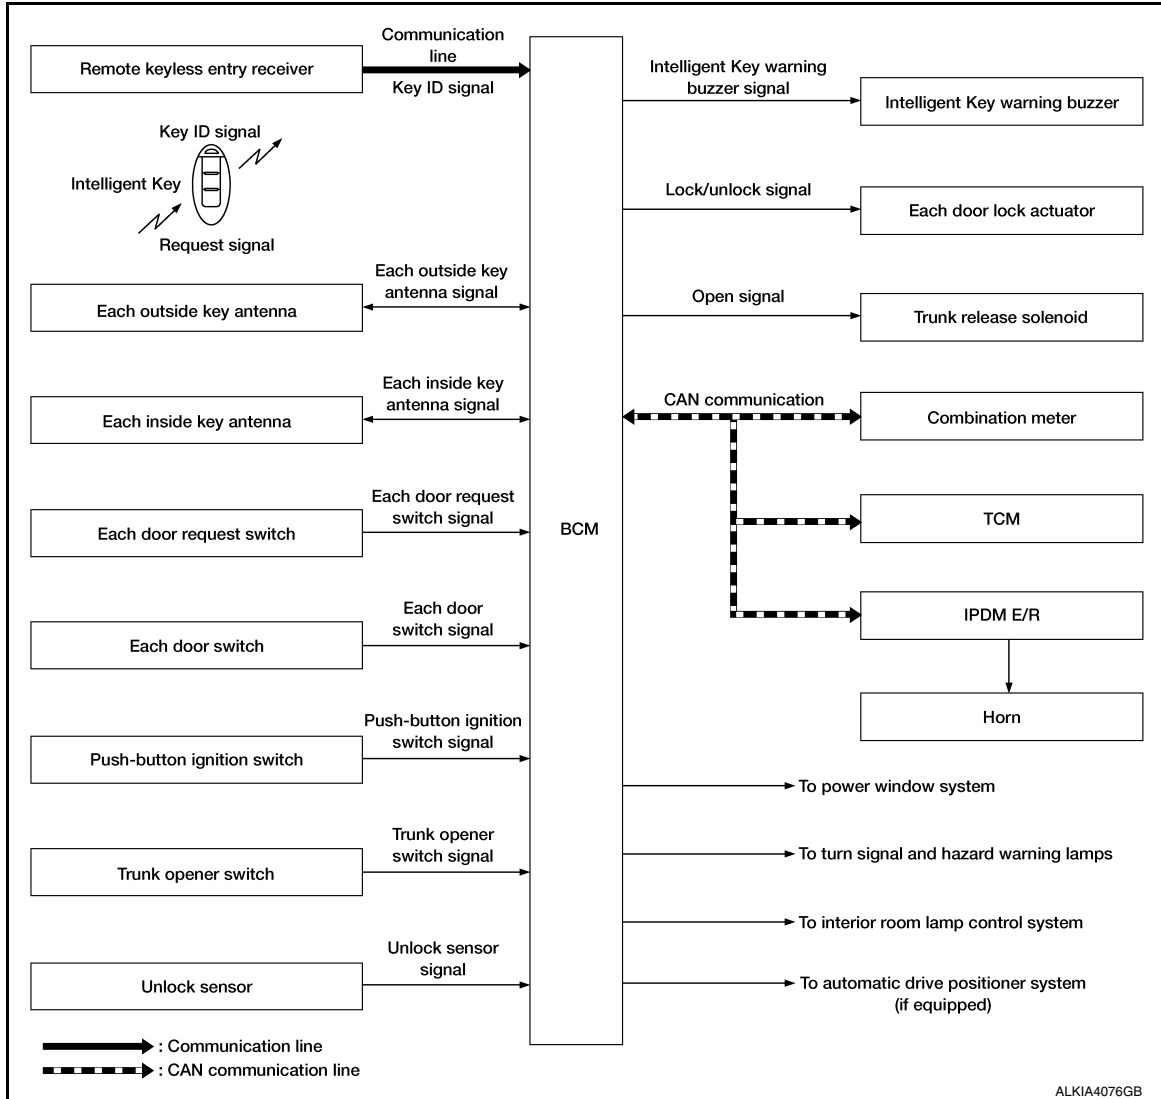 Remote keyless entry receiver
Communication
line
Key ID signal
Key ID signal
Intelligent Key
Request signal
Each outside key antenna
Each outside key
antenna signal
Each inside key antenna
Each inside key
antenna signal
Each door request switch
Each door request
switch signal
Each door switch
Each door
switch signal
Push-button ignition switch
Push-button ignition
switch signal
Trunk opener switch
Trunk opener
switch signal
Unlock sensor
Unlock sensor
signal
BCM
Intelligent Key warning
buzzer signal
Intelligent Key warning buzzer
Lock/unlock signal
Each door lock actuator
Open signal
Trunk release solenoid
CAN communication
Combination meter
TCM
IPDM E/R
Horn
To power window system
To turn signal and hazard warning lamps
To interior room lamp control system
To automatic drive positioner system
(if equipped)
: Communication line
: CAN communication line
ALKIA4076GB